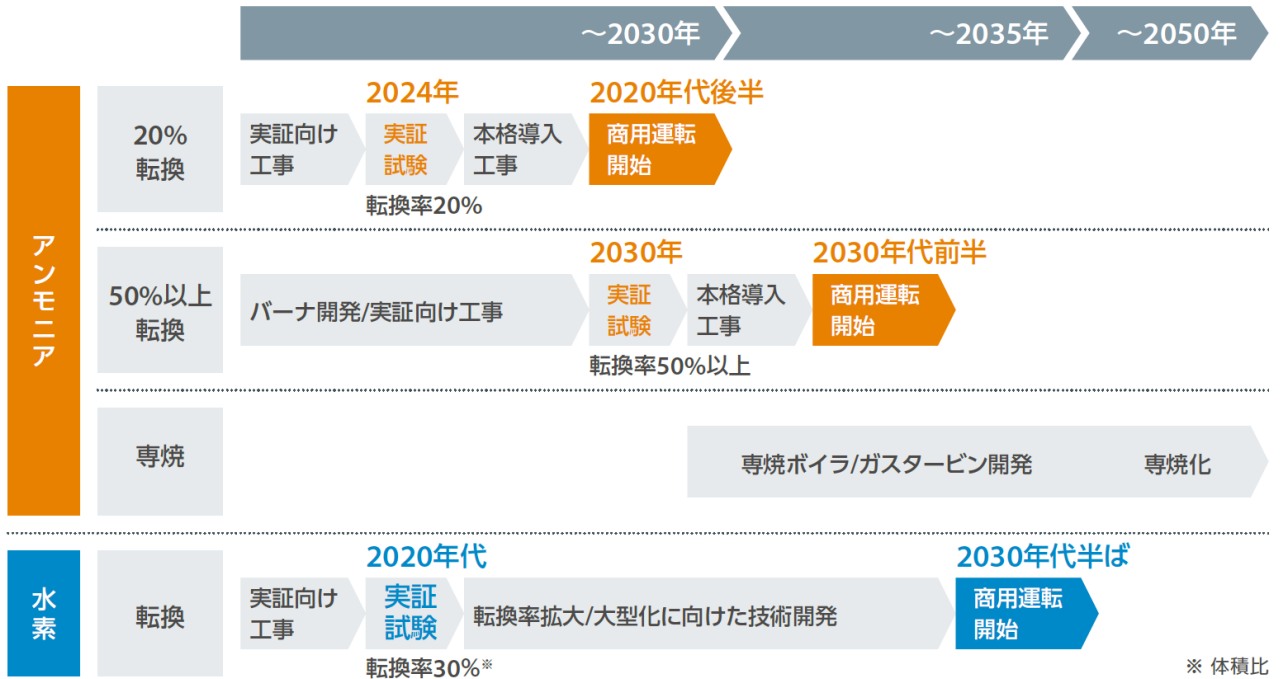 ～2030年
～2035年
～2050年
アンモニア
20%
転換
2024年
2020年代後半
実証向け
工事
実証
試験
本格導入
工事
商用運転
開始
転換率20%
50%以上
転換
2030年
2030年代前半
バーナ開発/実証向け工事
実証
試験
本格導入
工事
商用運転
開始
転換率50%以上
専焼
専焼ボイラ/ガスタービン開発
専焼化
水素
転換
2020年代
2030年代半ば
実証向け
工事
実証
試験
転換率拡大/大型化に向けた技術開発
商用運転
開始
転換率30%※
※ 体積比